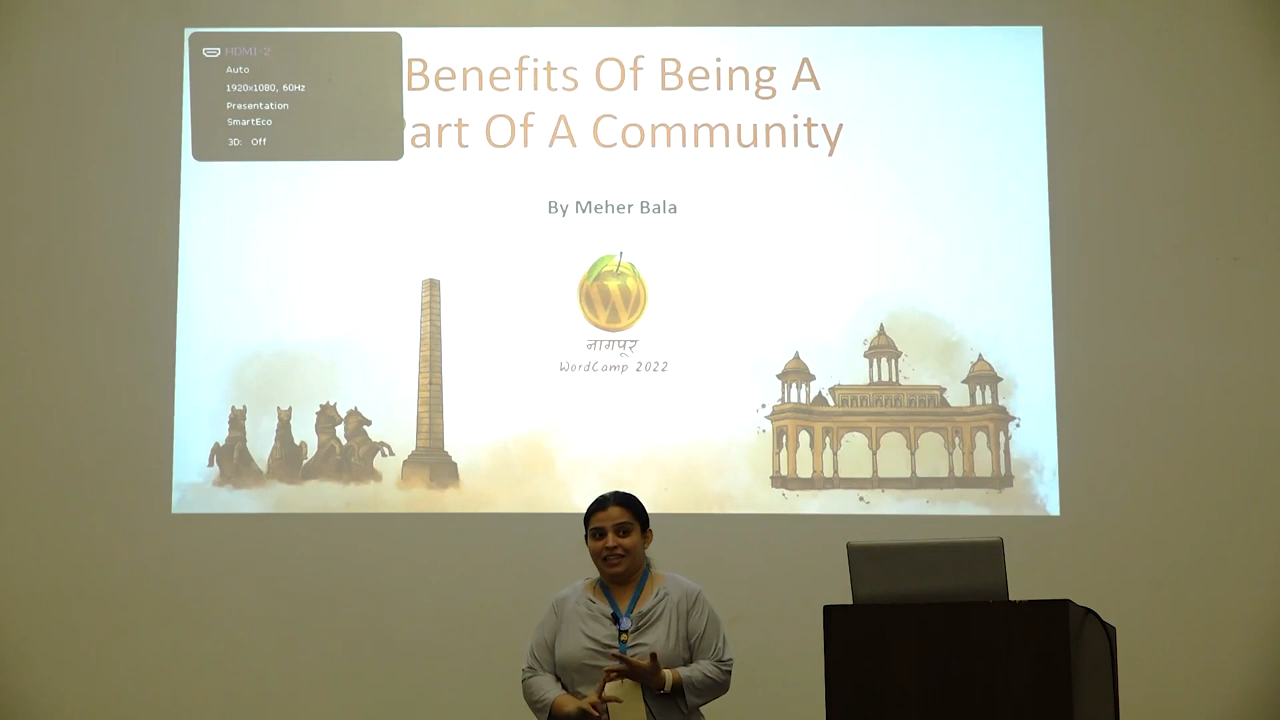 HDMI-2
Auto
1920x1080, 60Hz
Presentation
SmartEco
3D: Off
Benefits Of Being A
art Of A Community
By Meher Bala
W
नागपूर
WordCamp 2022